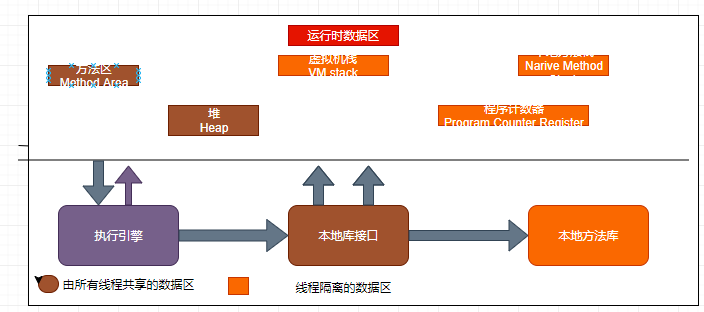 运行时数据区
虚拟机栈
VM stack
Narive Method
方法区
Method Area
堆
Heap
程序计数器
Program Counter Register
执行引擎
本地库接口
本地方法库
由所有线程共享的数据区
线程隔离的数据区